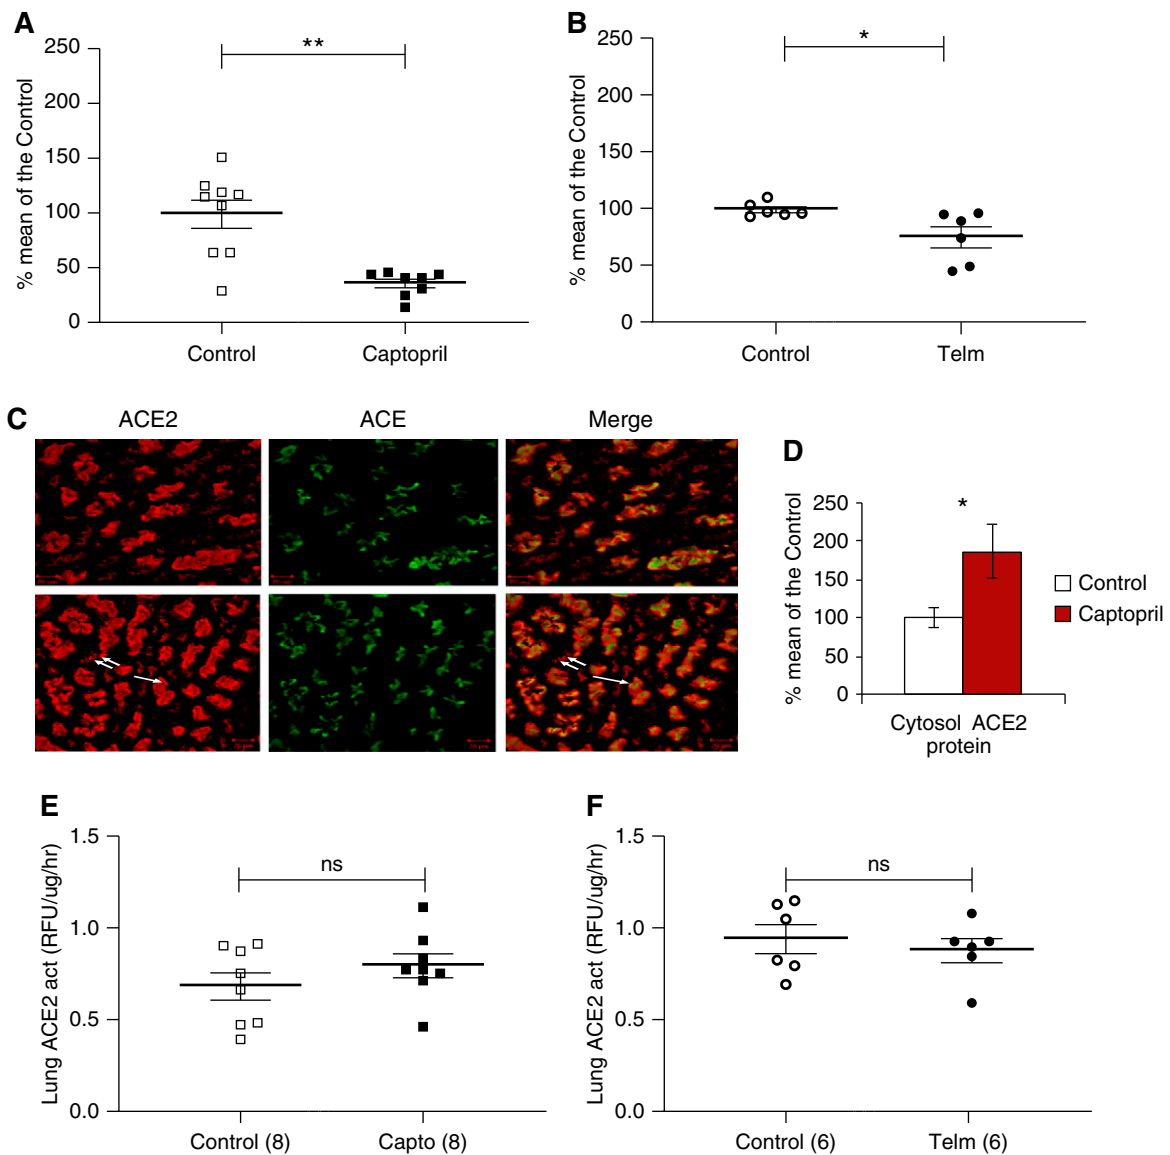 A
% mean of the Control
250
200
150
100
50
0
**
Control
Captopril
B
% mean of the Control
250
200
150
100
50
0
*
Control
Telm
C
ACE2
ACE
Merge
D
% mean of the Control
250
200
150
100
50
0
*
Cytosol ACE2
protein
Control
Captopril
E
Lung ACE2 act (RFU/ug/hr)
1.5
1.0
0.5
0.0
ns
Control (8)
Capto (8)
F
Lung ACE2 act (RFU/ug/hr)
1.5
1.0
0.5
0.0
ns
Control (6)
Telm (6)